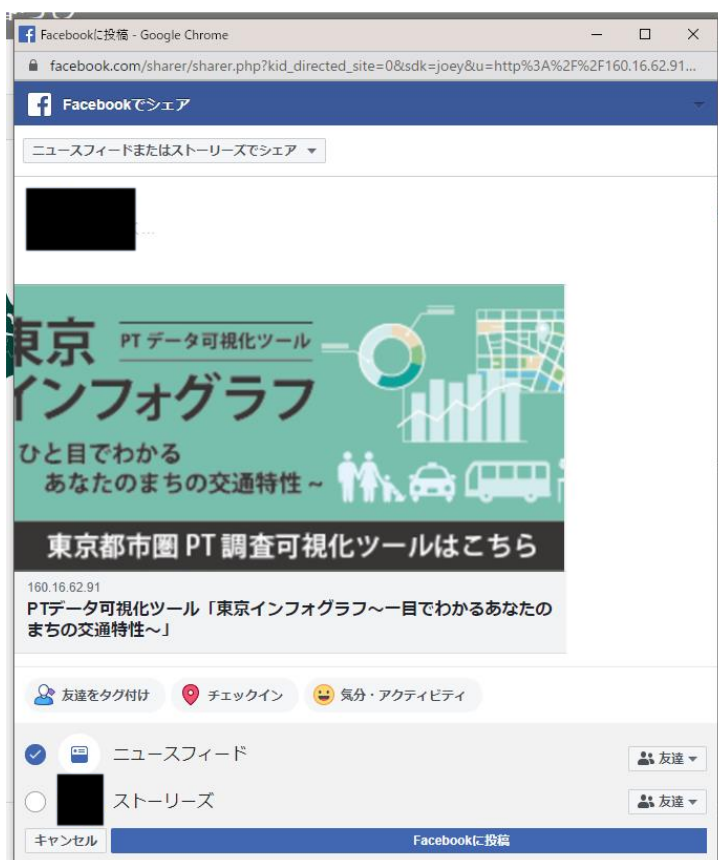 Facebookに投稿 - Google Chrome
facebook.com/sharer/sharer.php?kid_directed_site=0&sdk=joey&u=http%3A%2F%2F160.16.62.91...
Facebookでシェア
ニュースフィードまたはストーリーズでシェア
東京 PT データ可視化ツール
インフォグラフ
ひと目でわかる
あなたのまちの交通特性~
東京都市圏 PT 調査可視化ツールはこちら
160.16.62.91
PTデータ可視化ツール「東京インフォグラフ~一目でわかるあなたの
まちの交通特性~」
友達をタグ付け チェックイン 気分・アクティビティ
ニュースフィード 友達
ストーリーズ 友達
キャンセル Facebookに投稿